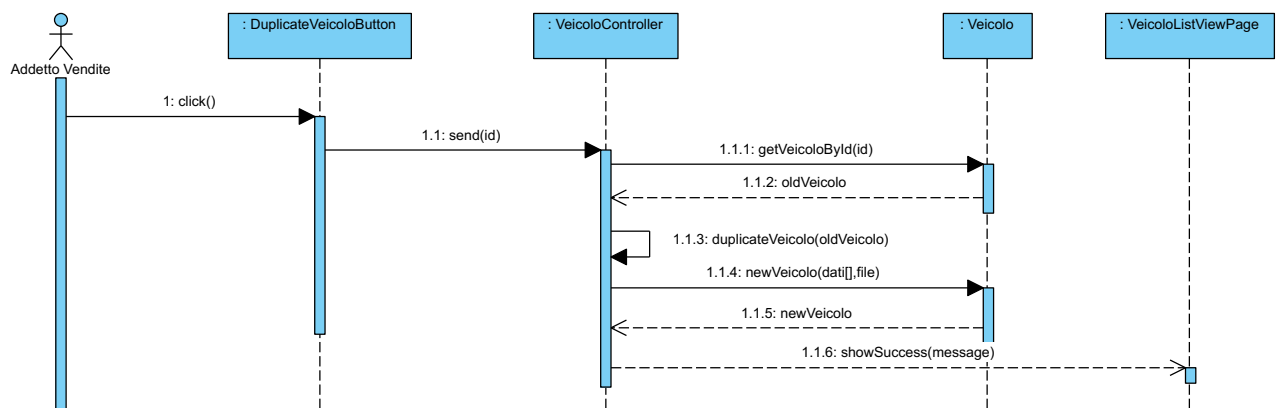 : DuplicateVeicoloButton
: VeicoloController
: Veicolo
: VeicoloListViewPage
Addetto Vendite
1: click()
1.1: send(id)
1.1.1: getVeicoloById(id)
1.1.2: oldVeicolo
1.1.3: duplicateVeicolo(oldVeicolo)
1.1.4: newVeicolo(dati[],file)
1.1.5: newVeicolo
1.1.6: showSuccess(message)